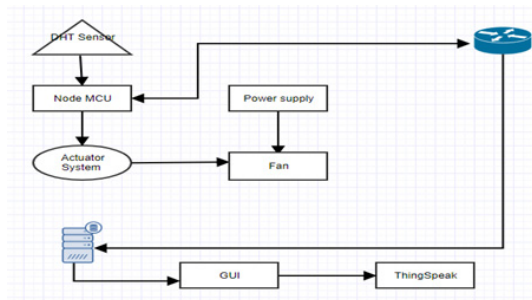 DHT Sensor
Node MCU
Power supply
Actuator
System
Fan
GUI
ThingSpeak